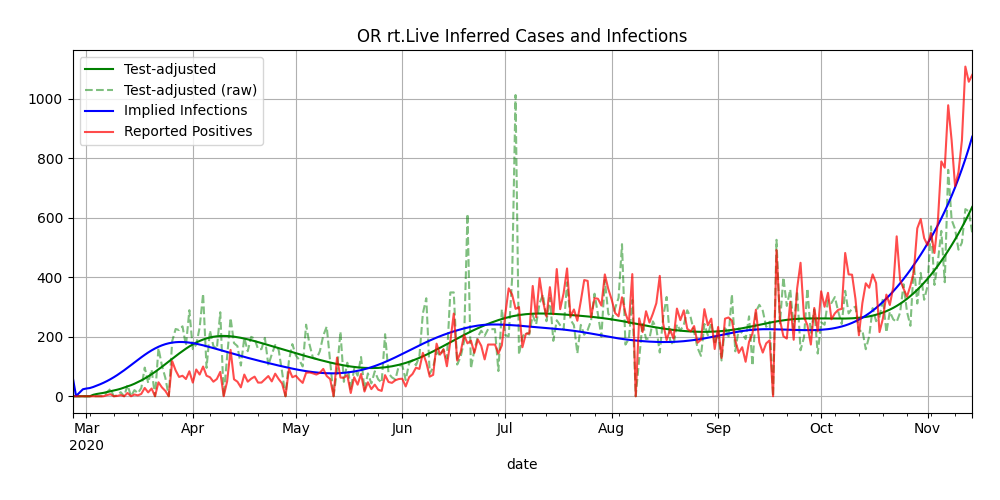 OR rt.Live Inferred Cases and Infections
Test-adjusted
Test-adjusted (raw)
Implied Infections
Reported Positives
1000
800
600
400
200
0
Mar Apr May Jun Jul Aug Sep Oct Nov
2020
date